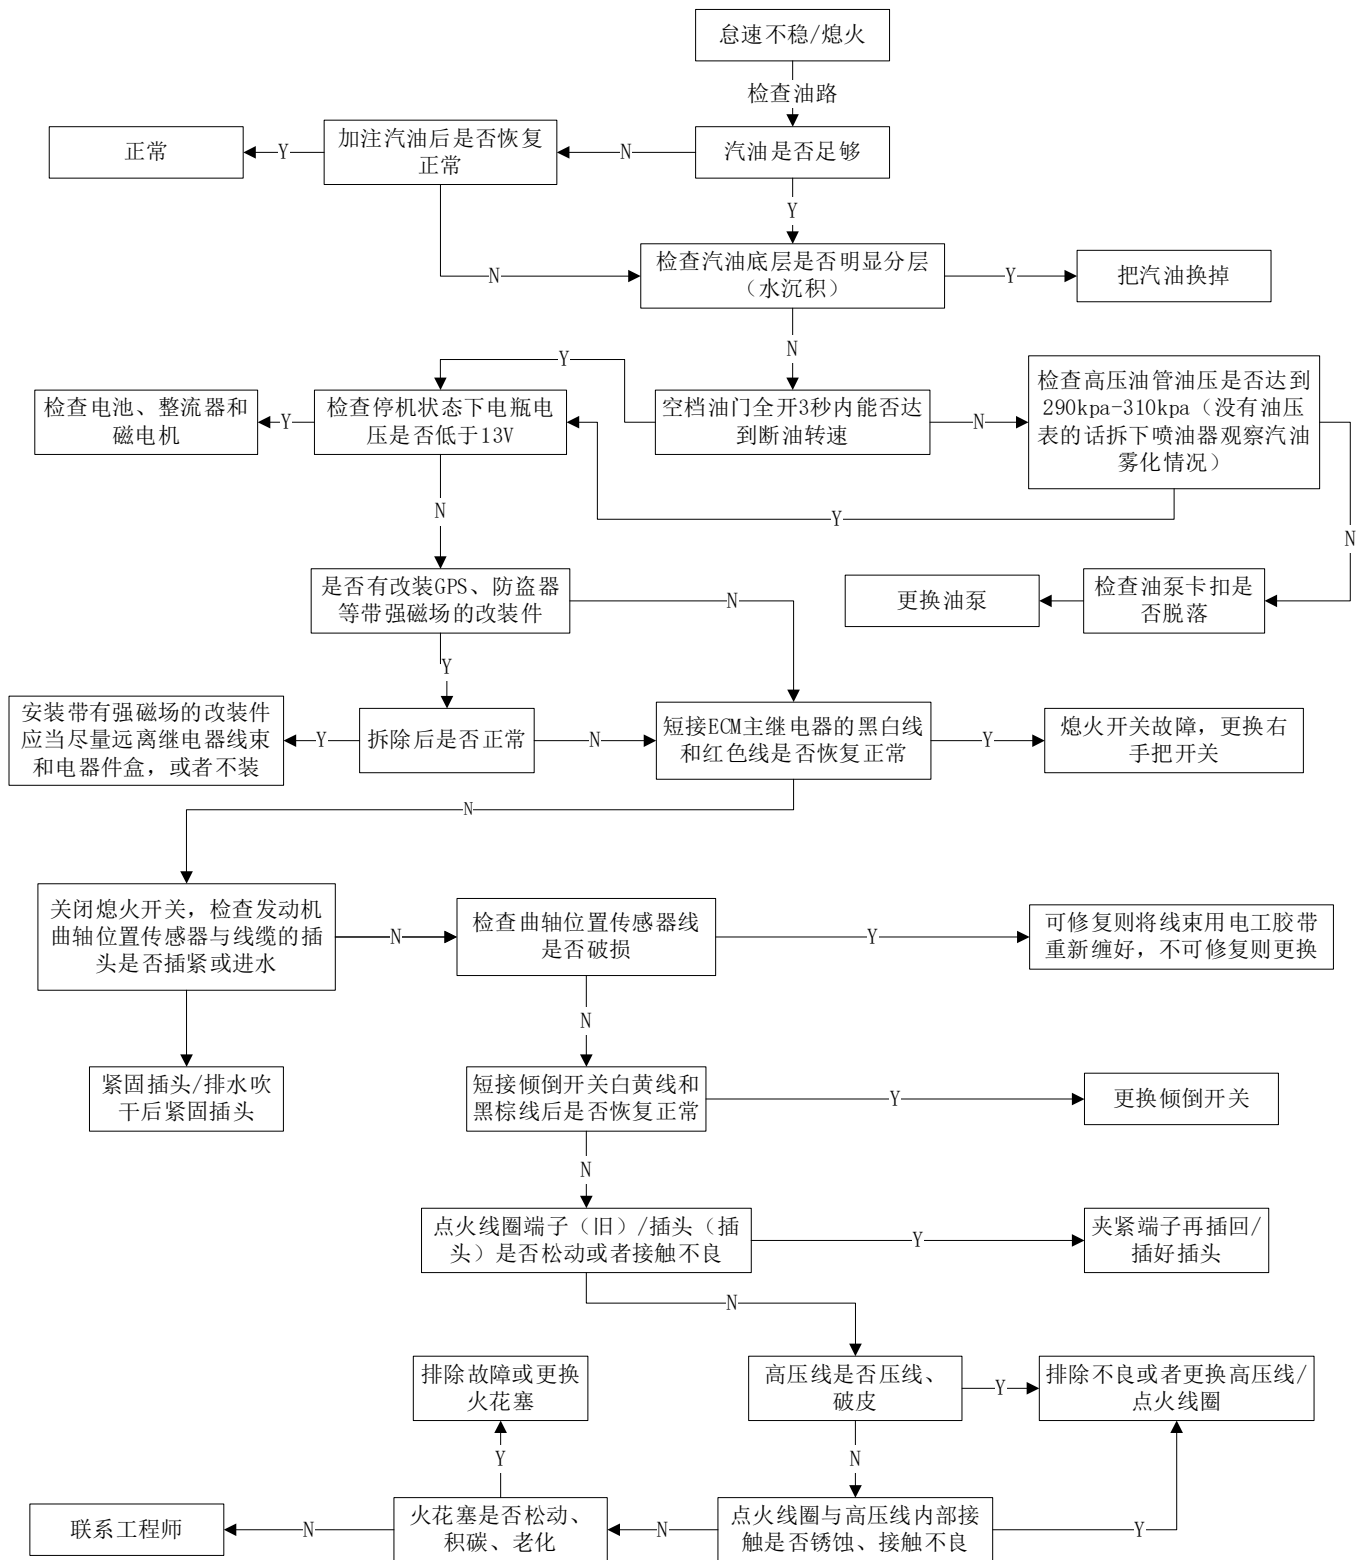 怠速不稳/熄火
检查油路
正常
Y
加注汽油后是否恢复
正常
N
汽油是否足够
Y
N
检查汽油底层是否明显分层
（水沉积）
Y
把汽油换掉
N
Y
检查电池、整流器和
磁电机
Y
检查停机状态下电瓶电
压是否低于13V
空档油门全开3秒内能否达
到断油转速
N
检查高压油管油压是否达到
290kpa-310kpa（没有油压
表的话拆下喷油器观察汽油
雾化情况）
N
Y
N
是否有改装GPS、防盗器
等带强磁场的改装件
N
更换油泵
检查油泵卡扣是
否脱落
Y
安装带有强磁场的改装件
应当尽量远离继电器线束
和电器件盒，或者不装
Y
拆除后是否正常
N
短接ECM主继电器的黑白线
和红色线是否恢复正常
Y
熄火开关故障，更换右
手把开关
N
关闭熄火开关，检查发动机
曲轴位置传感器与线缆的插
头是否插紧或进水
N
检查曲轴位置传感器线
是否破损
Y
可修复则将线束用电工胶带
重新缠好，不可修复则更换
N
紧固插头/排水吹
干后紧固插头
短接倾倒开关白黄线和
黑棕线后是否恢复正常
Y
更换倾倒开关
N
点火线圈端子（旧）/插头（插
头）是否松动或者接触不良
Y
夹紧端子再插回/
插好插头
N
排除故障或更换
火花塞
高压线是否压线、
破皮
Y
排除不良或者更换高压线/
点火线圈
Y
N
联系工程师
N
火花塞是否松动、
积碳、老化
N
点火线圈与高压线内部接
触是否锈蚀、接触不良
Y